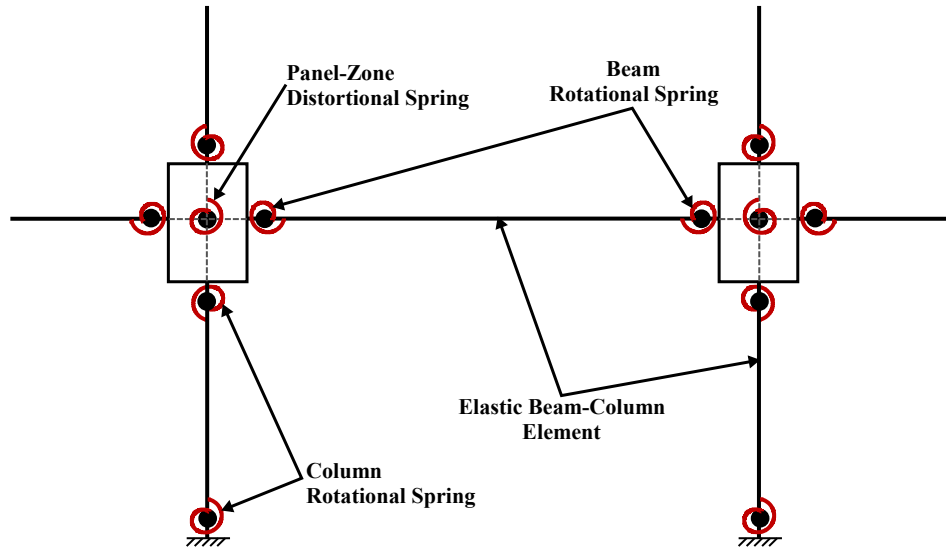 Panel-Zone
Distortional Spring
Beam
Rotational Spring
Elastic Beam-Column
Element
Column
Rotational Spring